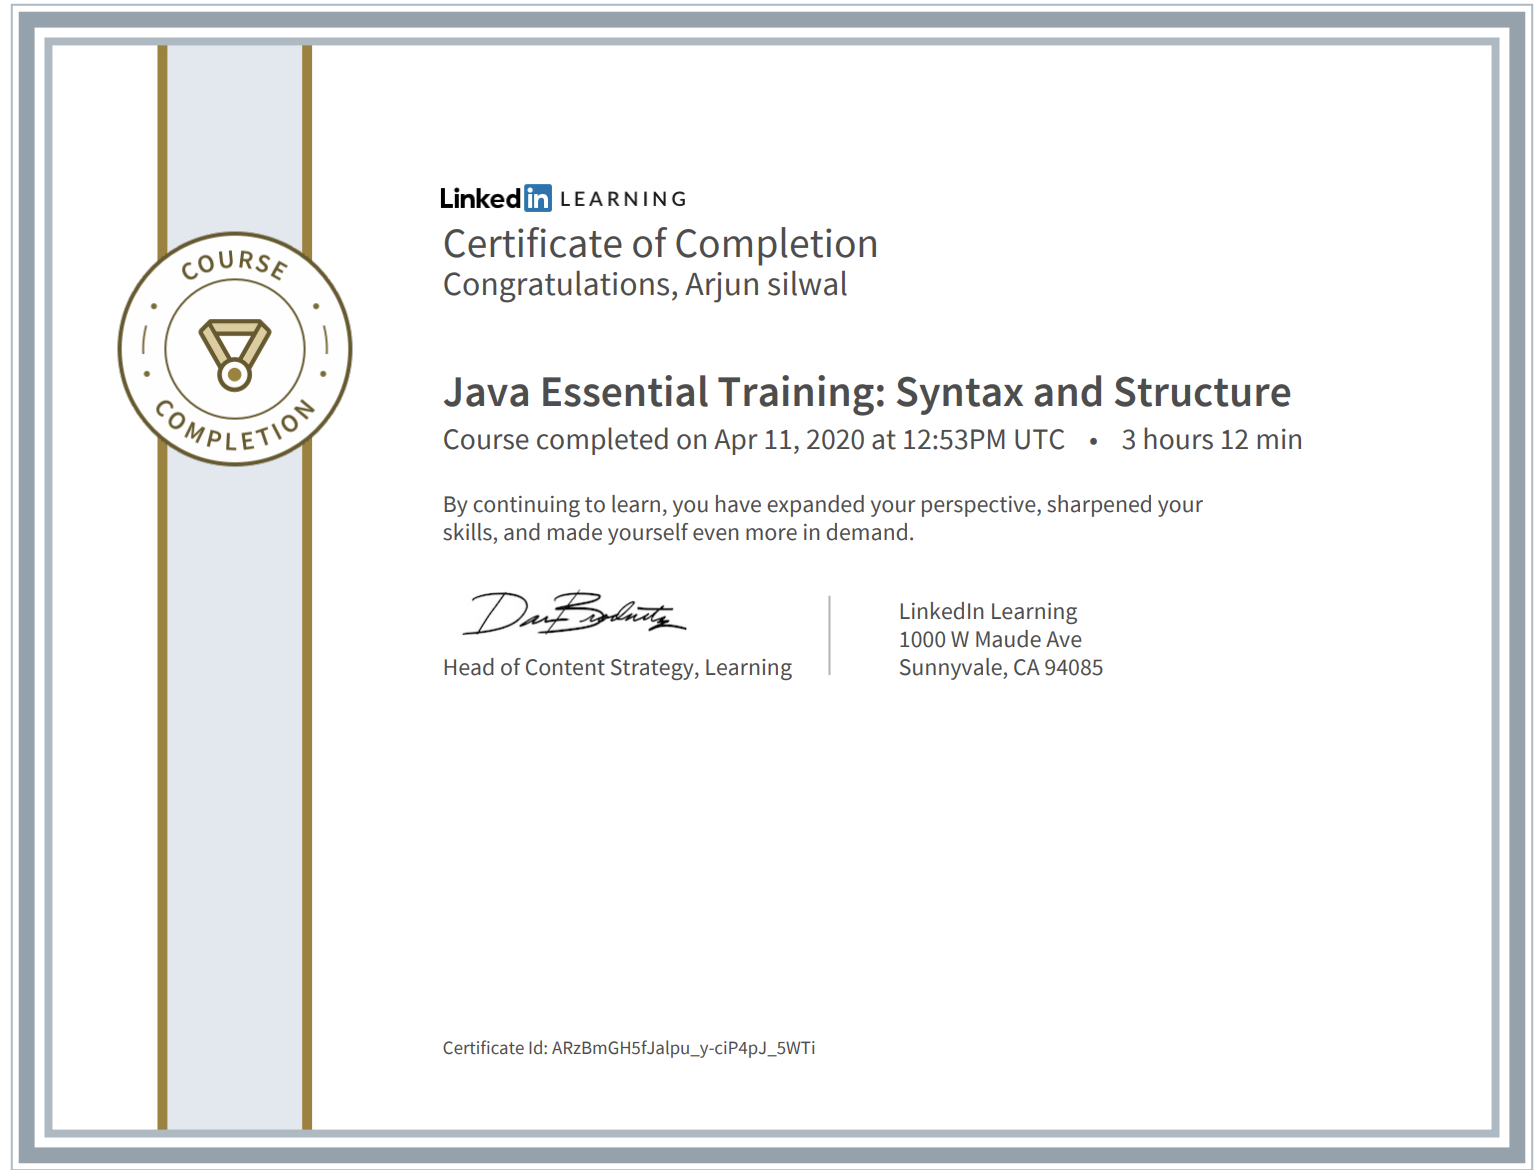 LinkedIn LEARNING
Certificate of Completion
Congratulations, Arjun silwal
COURSE
COMPLETION
Java Essential Training: Syntax and Structure
Course completed on Apr 11, 2020 at 12:53PM UTC • 3 hours 12 min
By continuing to learn, you have expanded your perspective, sharpened your
skills, and made yourself even more in demand.
Head of Content Strategy, Learning
LinkedIn Learning
1000 W Maude Ave
Sunnyvale, CA 94085
Certificate Id: ARzBmGH5fJalpu_y-ciP4pJ_5WTi